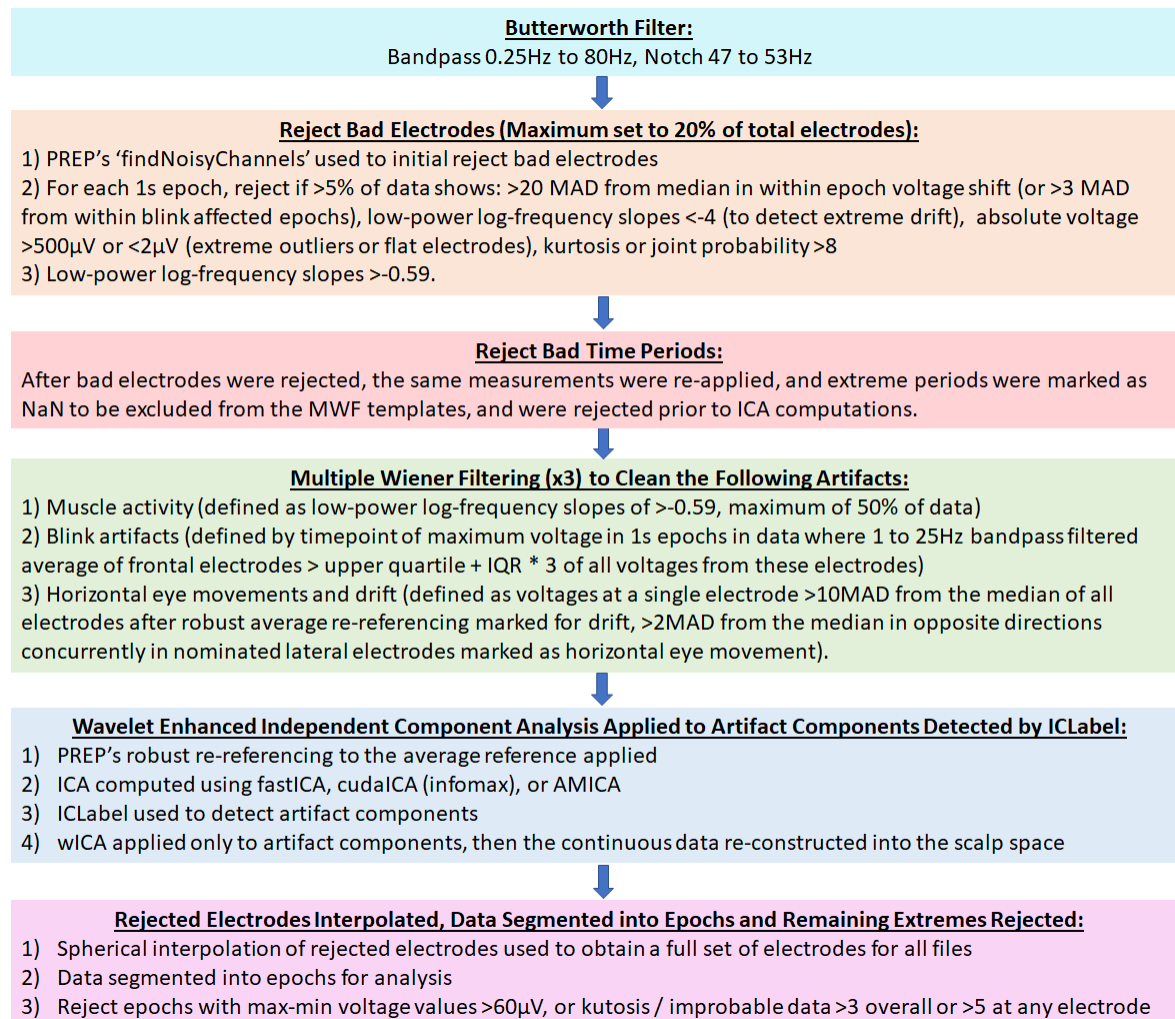 Butterworth Filter:
Bandpass 0.25Hz to 80Hz, Notch 47 to 53Hz
Reject Bad Electrodes (Maximum set to 20% of total electrodes):
1) PREP's 'findNoisyChannels' used to initial reject bad electrodes
2) For each 1s epoch, reject if >5% of data shows: >20 MAD from median in within epoch voltage shift (or >3 MAD
from within blink affected epochs), low-power log-frequency slopes <-4 (to detect extreme drift), absolute voltage
>500µV or <2µV (extreme outliers or flat electrodes), kurtosis or joint probability >8
3) Low-power log-frequency slopes >-0.59.
Reject Bad Time Periods:
After bad electrodes were rejected, the same measurements were re-applied, and extreme periods were marked as
NaN to be excluded from the MWF templates, and were rejected prior to ICA computations.
Multiple Wiener Filtering (x3) to Clean the Following Artifacts:
1) Muscle activity (defined as low-power log-frequency slopes of >-0.59, maximum of 50% of data)
2) Blink artifacts (defined by timepoint of maximum voltage in 1s epochs in data where 1 to 25Hz bandpass filtered
average of frontal electrodes > upper quartile + IQR * 3 of all voltages from these electrodes)
3) Horizontal eye movements and drift (defined as voltages at a single electrode >10MAD from the median of all
electrodes after robust average re-referencing marked for drift, >2MAD from the median in opposite directions
concurrently in nominated lateral electrodes marked as horizontal eye movement).
Wavelet Enhanced Independent Component Analysis Applied to Artifact Components Detected by ICLabel:
1) PREP's robust re-referencing to the average reference applied
2) ICA computed using fastICA, cudaICA (infomax), or AMICA
3) ICLabel used to detect artifact components
4) wICA applied only to artifact components, then the continuous data re-constructed into the scalp space
Rejected Electrodes Interpolated, Data Segmented into Epochs and Remaining Extremes Rejected:
1) Spherical interpolation of rejected electrodes used to obtain a full set of electrodes for all files
2) Data segmented into epochs for analysis
3) Reject epochs with max-min voltage values >60µV, or kutosis / improbable data >3 overall or >5 at any electrode